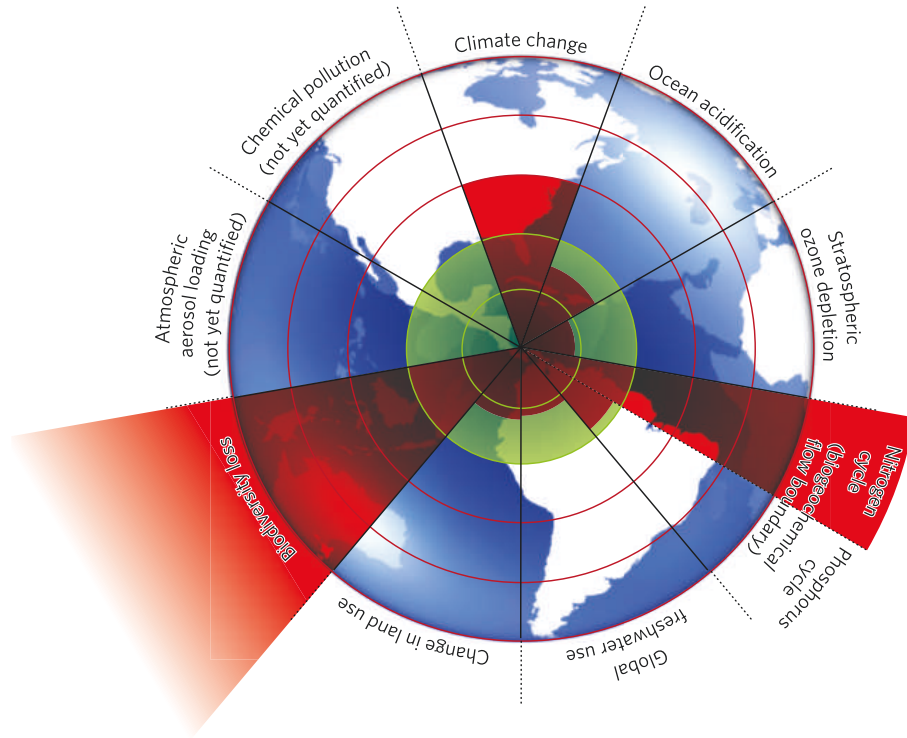 Climate change
Ocean acidification
Stratospheric
ozone depletion
Nitrogen
cycle
(biogeochemical
flow boundary)
Phosphorus
cycle
Global
freshwater use
Change in land use
Biodiversity loss
Atmospheric
aerosol loading
(not yet quantified)
Chemical pollution
(not yet quantified)